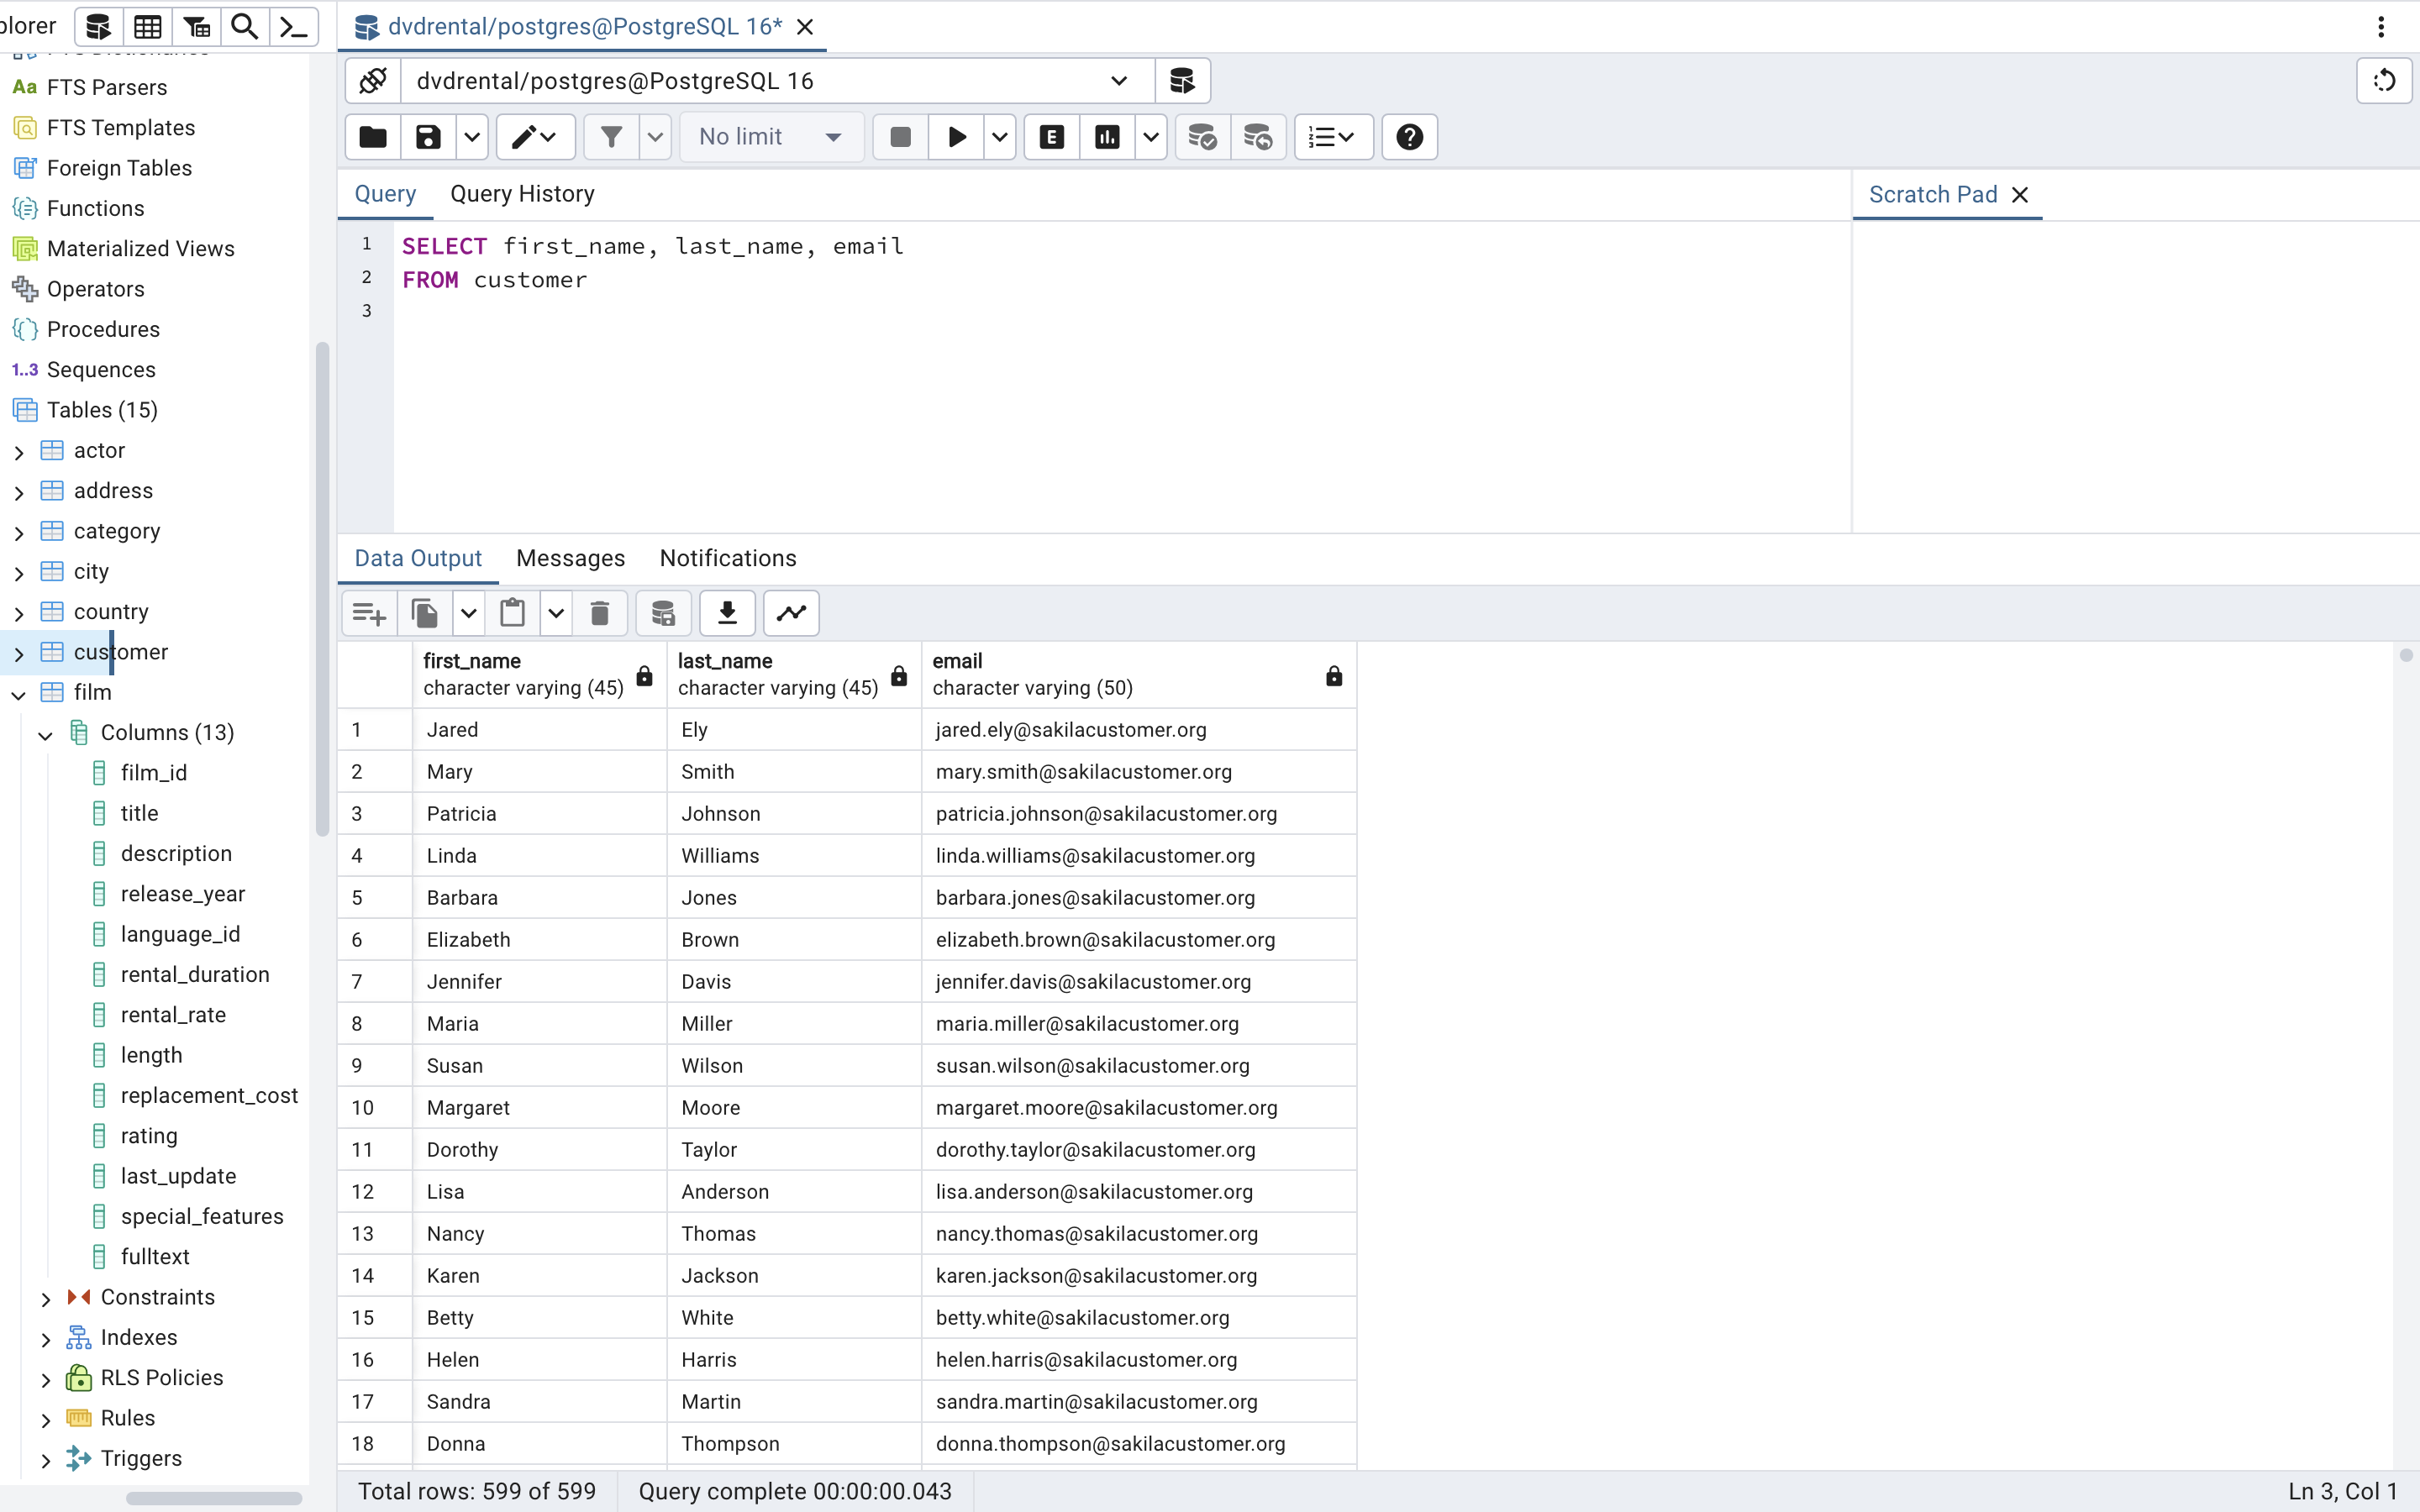 plorer
dvdrental/postgres@PostgreSQL 16*
dvdrental/postgres@PostgreSQL 16
No limit
E
Query
Query History
Scratch Pad
1 SELECT first_name, last_name, email
2 FROM customer
3
Aa FTS Parsers
FTS Templates
Foreign Tables
Functions
Materialized Views
Operators
Procedures
1..3 Sequences
Tables (15)
actor
address
category
city
country
customer
film
Columns (13)
film_id
title
description
release_year
language_id
rental_duration
rental_rate
length
replacement_cost
rating
last_update
special_features
fulltext
Constraints
Indexes
RLS Policies
Rules
Triggers
Data Output
Messages
Notifications
first_name last_name email
character varying (45) character varying (45) character varying (50)
1 Jared Ely jared.ely@sakilacustomer.org
2 Mary Smith mary.smith@sakilacustomer.org
3 Patricia Johnson patricia.johnson@sakilacustomer.org
4 Linda Williams linda.williams@sakilacustomer.org
5 Barbara Jones barbara.jones@sakilacustomer.org
6 Elizabeth Brown elizabeth.brown@sakilacustomer.org
7 Jennifer Davis jennifer.davis@sakilacustomer.org
8 Maria Miller maria.miller@sakilacustomer.org
9 Susan Wilson susan.wilson@sakilacustomer.org
10 Margaret Moore margaret.moore@sakilacustomer.org
11 Dorothy Taylor dorothy.taylor@sakilacustomer.org
12 Lisa Anderson lisa.anderson@sakilacustomer.org
13 Nancy Thomas nancy.thomas@sakilacustomer.org
14 Karen Jackson karen.jackson@sakilacustomer.org
15 Betty White betty.white@sakilacustomer.org
16 Helen Harris helen.harris@sakilacustomer.org
17 Sandra Martin sandra.martin@sakilacustomer.org
18 Donna Thompson donna.thompson@sakilacustomer.org
Total rows: 599 of 599
Query complete 00:00:00.043
Ln 3, Col 1